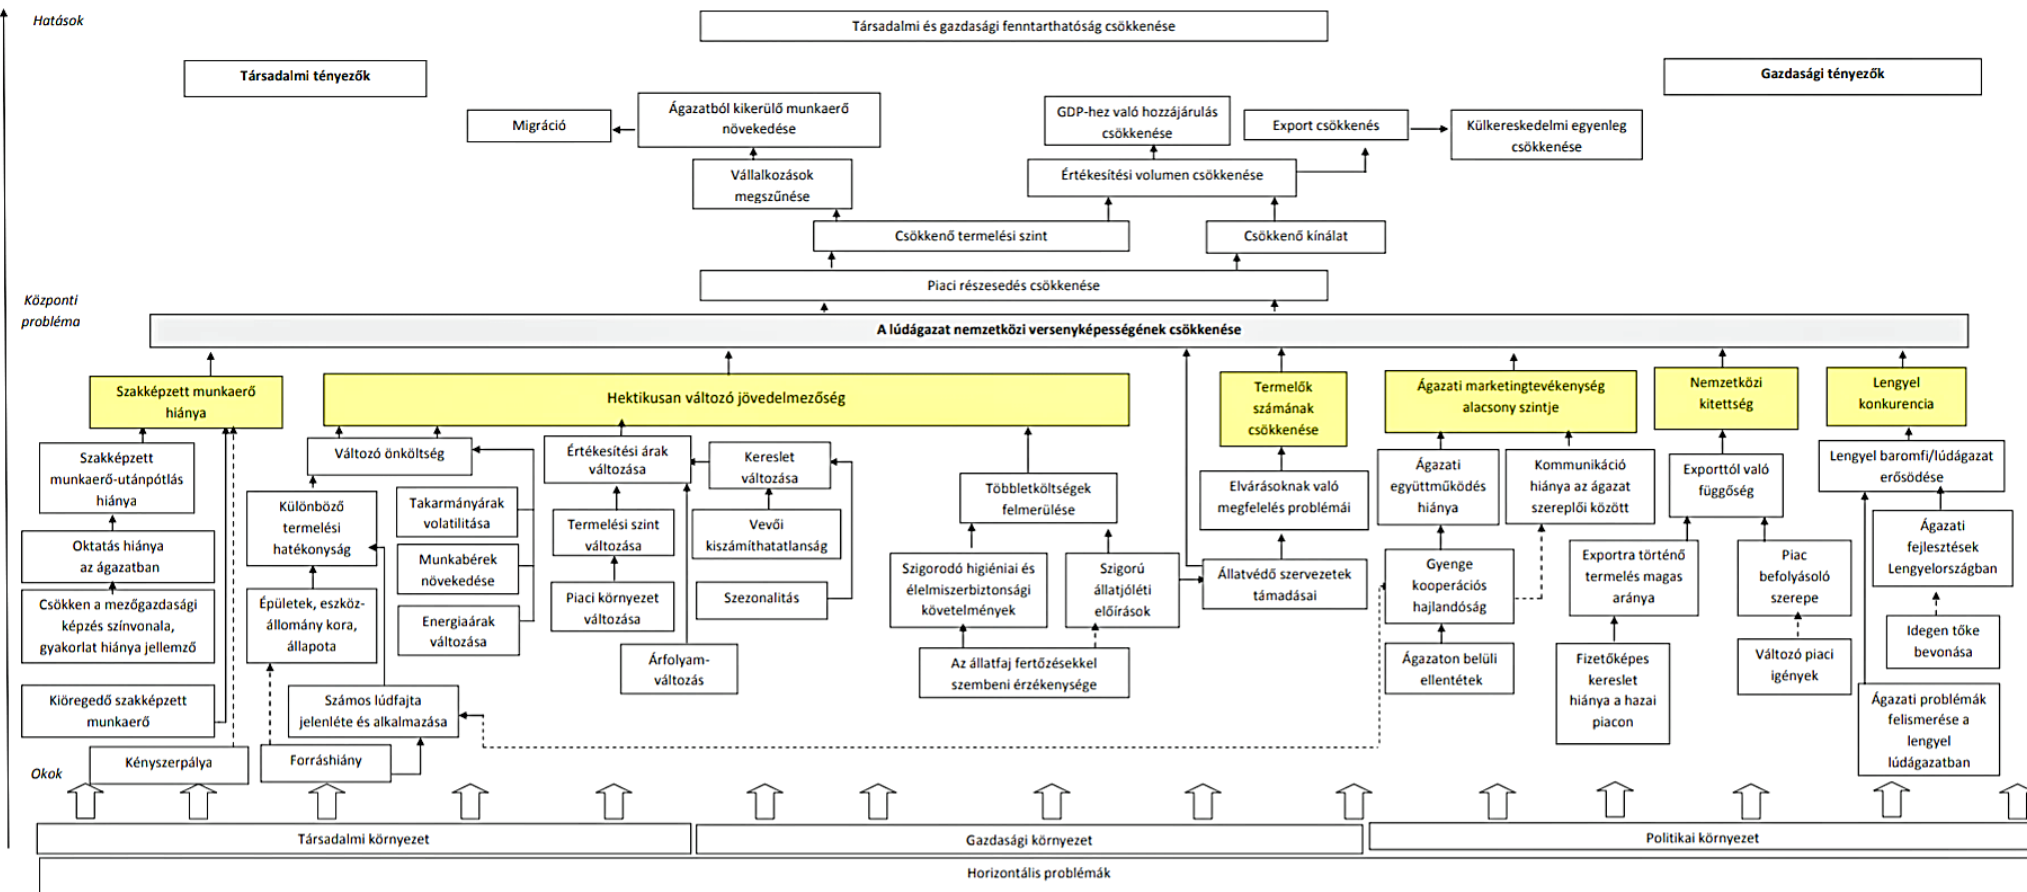 Hatások
Társadalmi és gazdasági fenntarthatóság csökkenése
Társadalmi tényezők
Gazdasági tényezők
Migráció
Ágazatból kikerülő munkaerő
növekedése
GDP-hez való hozzájárulás
csökkenése
Export csökkenés
Külkereskedelmi egyenleg
csökkenése
Vállalkozások
megszűnése
Értékesítési volumen csökkenése
Csökkenő termelési szint
Csökkenő kínálat
Piaci részesedés csökkenése
Központi
probléma
A lúdágazat nemzetközi versenyképességének csökkenése
Szakképzett munkaerő
hiánya
Hektikusan változó jövedelmezőség
Termelők
számának
csökkenése
Ágazati marketingtevékenység
alacsony szintje
Nemzetközi
kitettség
Lengyel
konkurencia
Szakképzett
munkaerő-utánpótlás
hiánya
Változó önköltség
Értékesítési árak
változása
Kereslet
változása
Többletköltségek
felmerülése
Elvárásoknak való
megfelelés problémái
Ágazati
együttműködés
hiánya
Kommunikáció
hiánya az ágazat
szereplői között
Exporttól való
függőség
Lengyel baromfi/lúdágazat
erősödése
Különböző
termelési
hatékonyság
Takarmányárak
volatilitása
Termelési szint
változása
Vevői
kiszámíthatatlanság
Oktatás hiánya
az ágazatban
Munkabérek
növekedése
Szigorodó higiéniai és
élelmiszerbiztonsági
követelmények
Szigorú
állatjóléti
előírások
Állatvédő szervezetek
támadásai
Gyenge
kooperációs
hajlandóság
Exportra történő
termelés magas
aránya
Piac
befolyásoló
szerepe
Ágazati
fejlesztések
Lengyelországban
Csökken a mezőgazdasági
képzés színvonala,
gyakorlat hiánya jellemző
Épületek, eszköz-
állomány kora,
állapota
Energiaárak
változása
Piaci környezet
változása
Szezonalitás
Árfolyam-
változás
Az állatfaj fertőzésekkel
szembeni érzékenysége
Ágazaton belüli
ellentétek
Fizetőképes
kereslet
hiánya a hazai
piacon
Változó piaci
igények
Idegen tőke
bevonása
Kiöregedő szakképzett
munkaerő
Számos lúdfajta
jelenléte és alkalmazása
Ágazati problémák
felismerése a
lengyel
lúdágazatban
Okok
Kényszerpálya
Forráshiány
Társadalmi környezet
Gazdasági környezet
Politikai környezet
Horizontális problémák